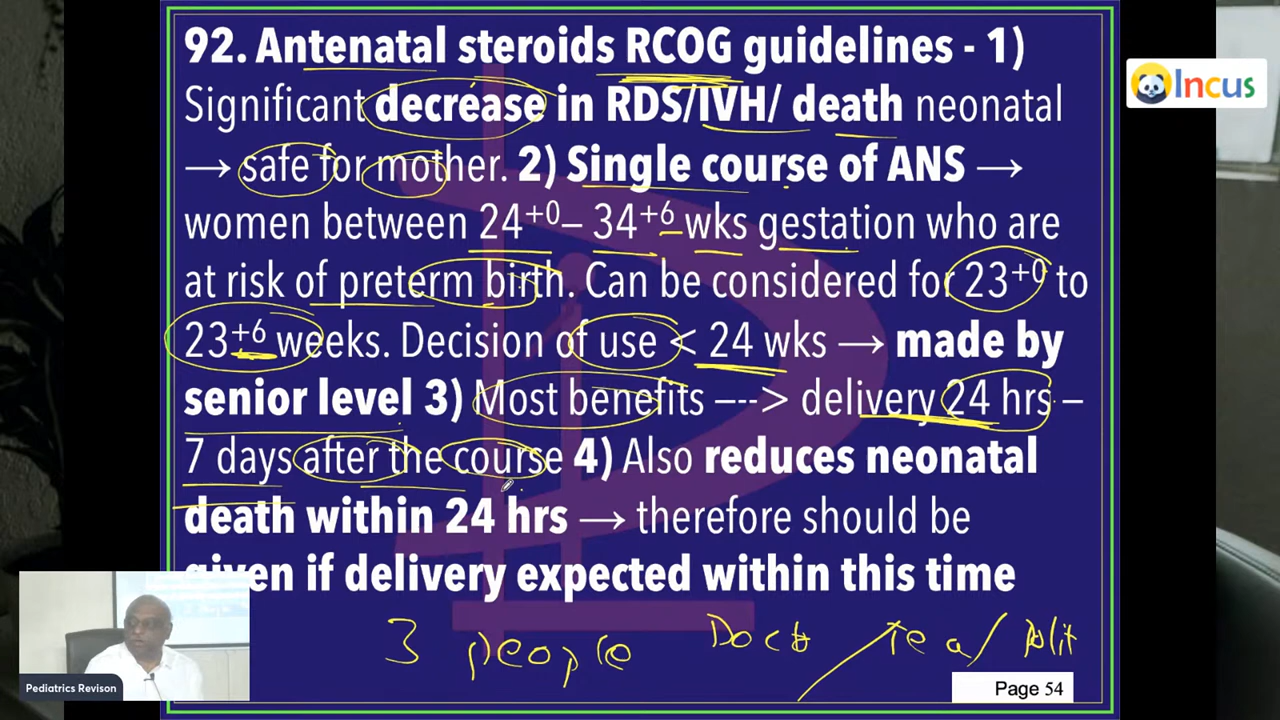 92. Antenatal steroids RCOG guidelines - 1)
Significant decrease in RDS/IVH/ death neonatal
→ safe for mother. 2) Single course of ANS →
women between 24+0 – 34+6 wks gestation who are
at risk of preterm birth. Can be considered for 23+0 to
23+6 weeks. Decision of use < 24 wks → made by
senior level 3) Most benefits ---> delivery 24 hrs –
7 days after the course 4) Also reduces neonatal
death within 24 hrs → therefore should be
given if delivery expected within this time
3 people
Page 54
Incus
Pediatrics Revison